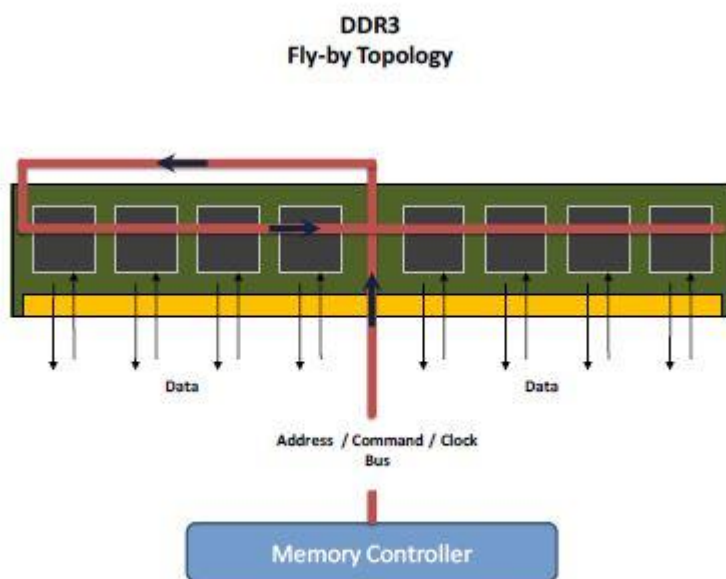 DDR3
Fly-by Topology
Data
Data
Address / Command / Clock
Bus
Memory Controller